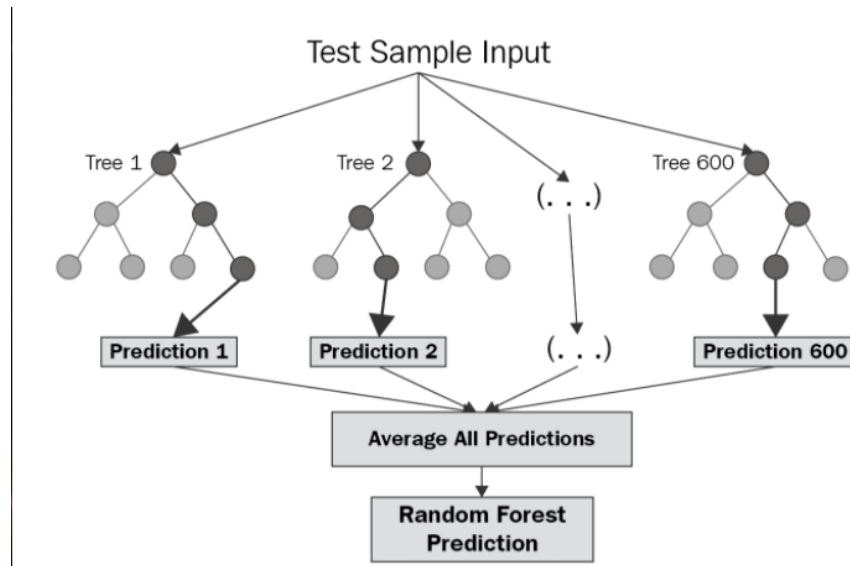 Test Sample Input
Tree 1
Tree 2
Tree 600
(. . .)
(. . .)
Prediction 1
Prediction 2
Prediction 600
Average All Predictions
Random Forest
Prediction